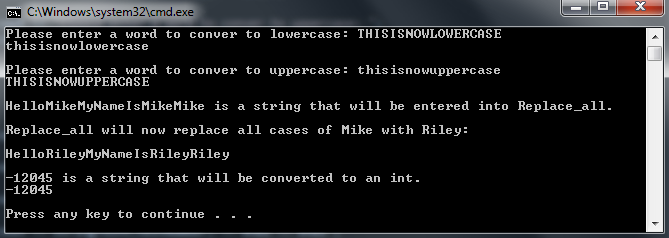 C:\Windows\system32\cmd.exe
Please enter a word to conver to lowercase: THISISNOWLOWERCASE
thisisnowlowercase
Please enter a word to conver to uppercase: thisisnowuppercase
THISISNOWUPPERCASE
HelloMikeMyNameIsMikeMike is a string that will be entered into Replace_all.
Replace_all will now replace all cases of Mike with Riley:
HelloRileyMyNameIsRileyRiley
-12045 is a string that will be converted to an int.
-12045
Press any key to continue . . .